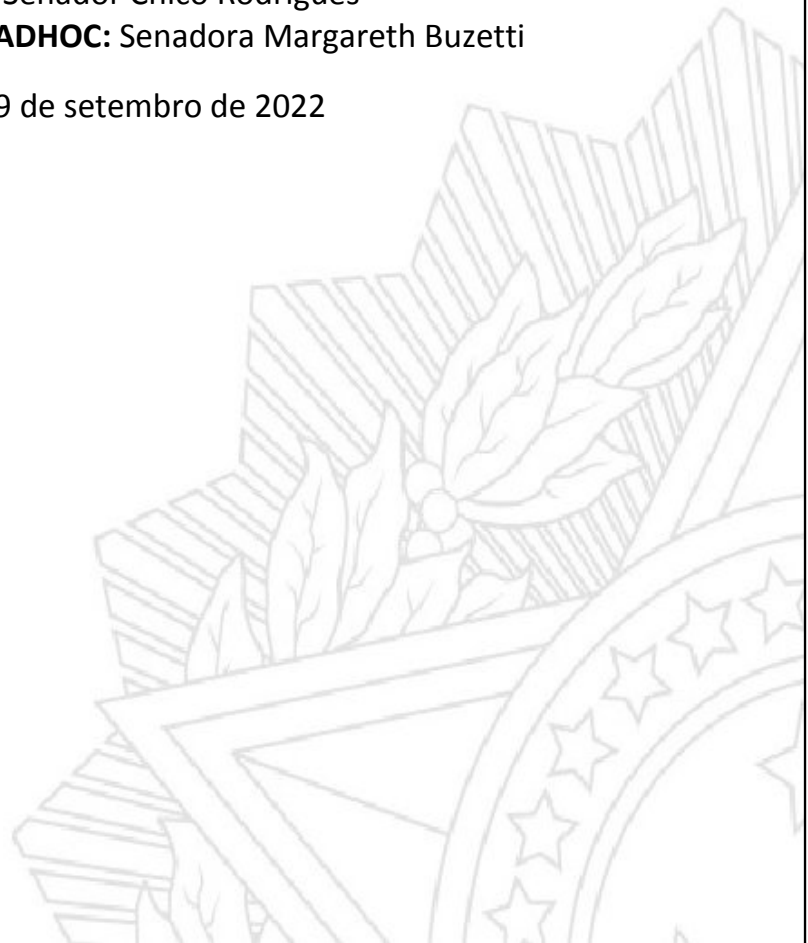 Senador Chico Rodrigues
ADHOC: Senadora Margareth Buzetti
9 de setembro de 2022